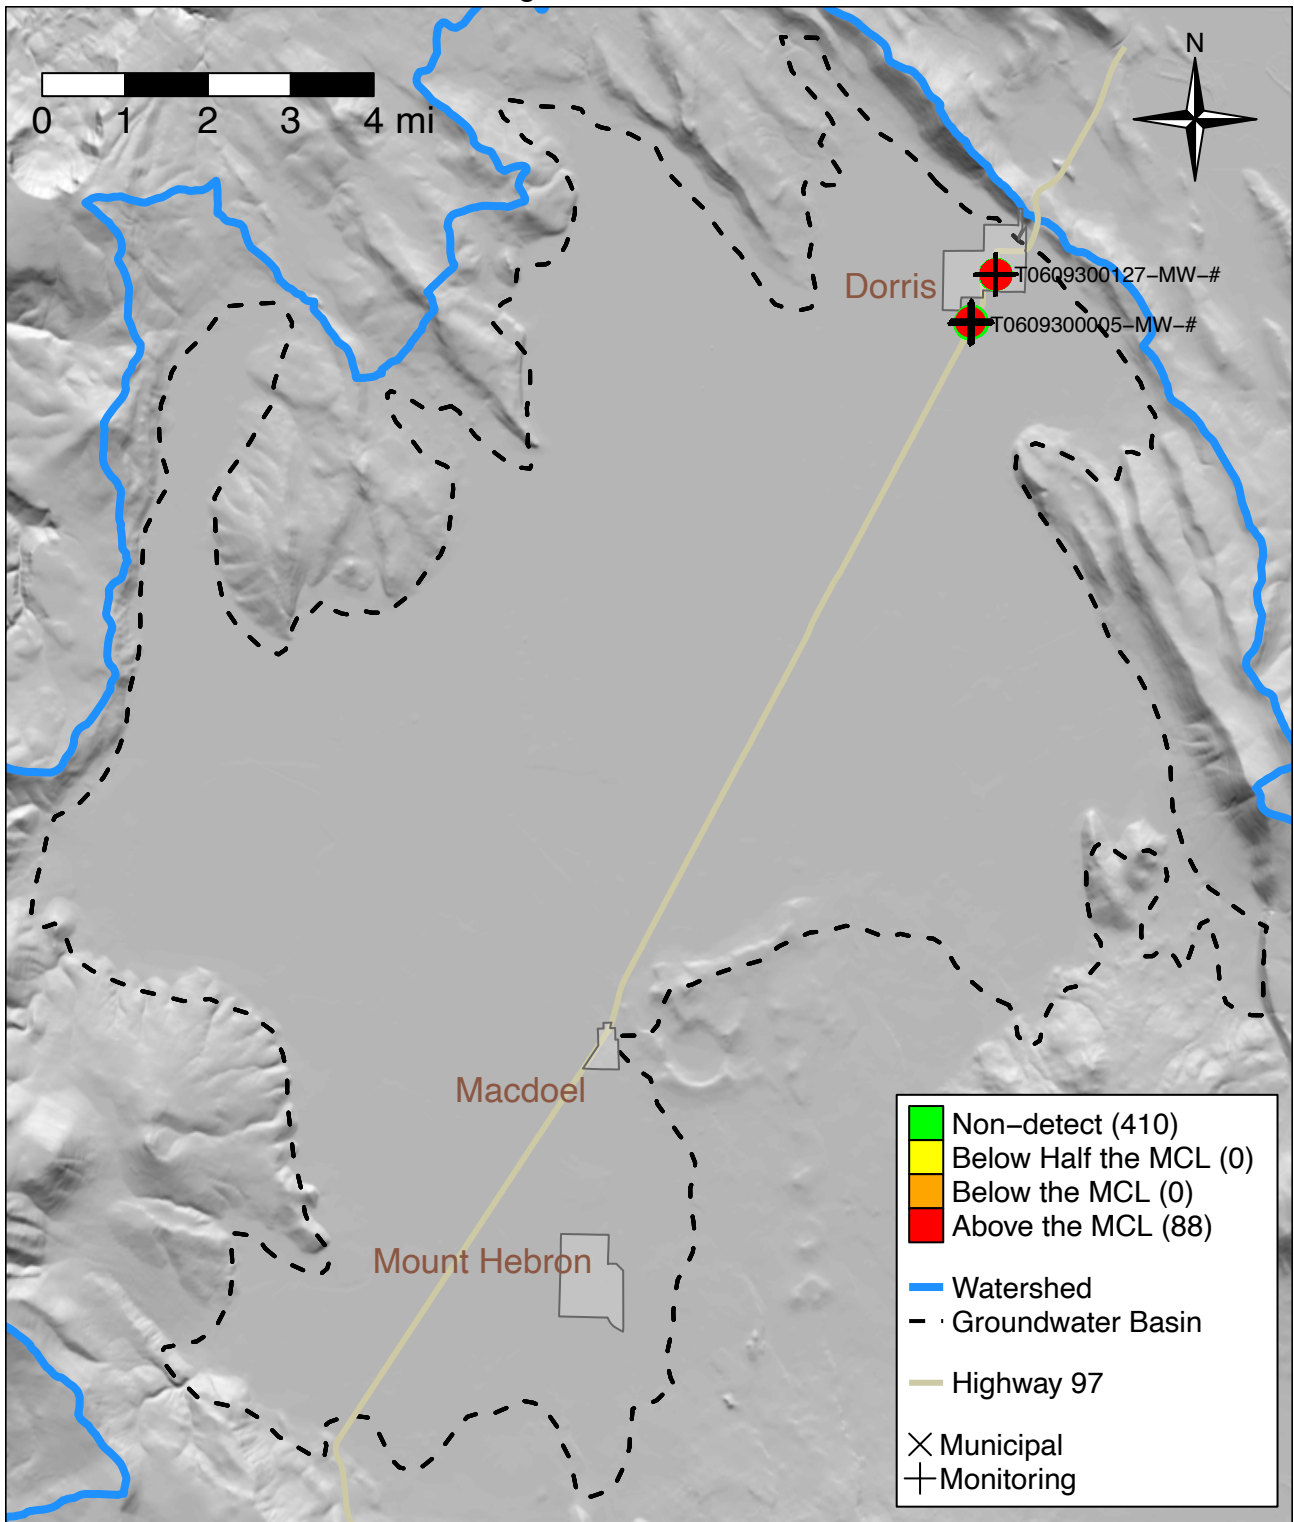 N
0 1 2 3 4 mi
Dorris
T0609300127−MW−#
T0609300005−MW−#
Macdoel
Mount Hebron
Non−detect (410)
Below Half the MCL (0)
Below the MCL (0)
Above the MCL (88)
Watershed
Groundwater Basin
Highway 97
Municipal
Monitoring